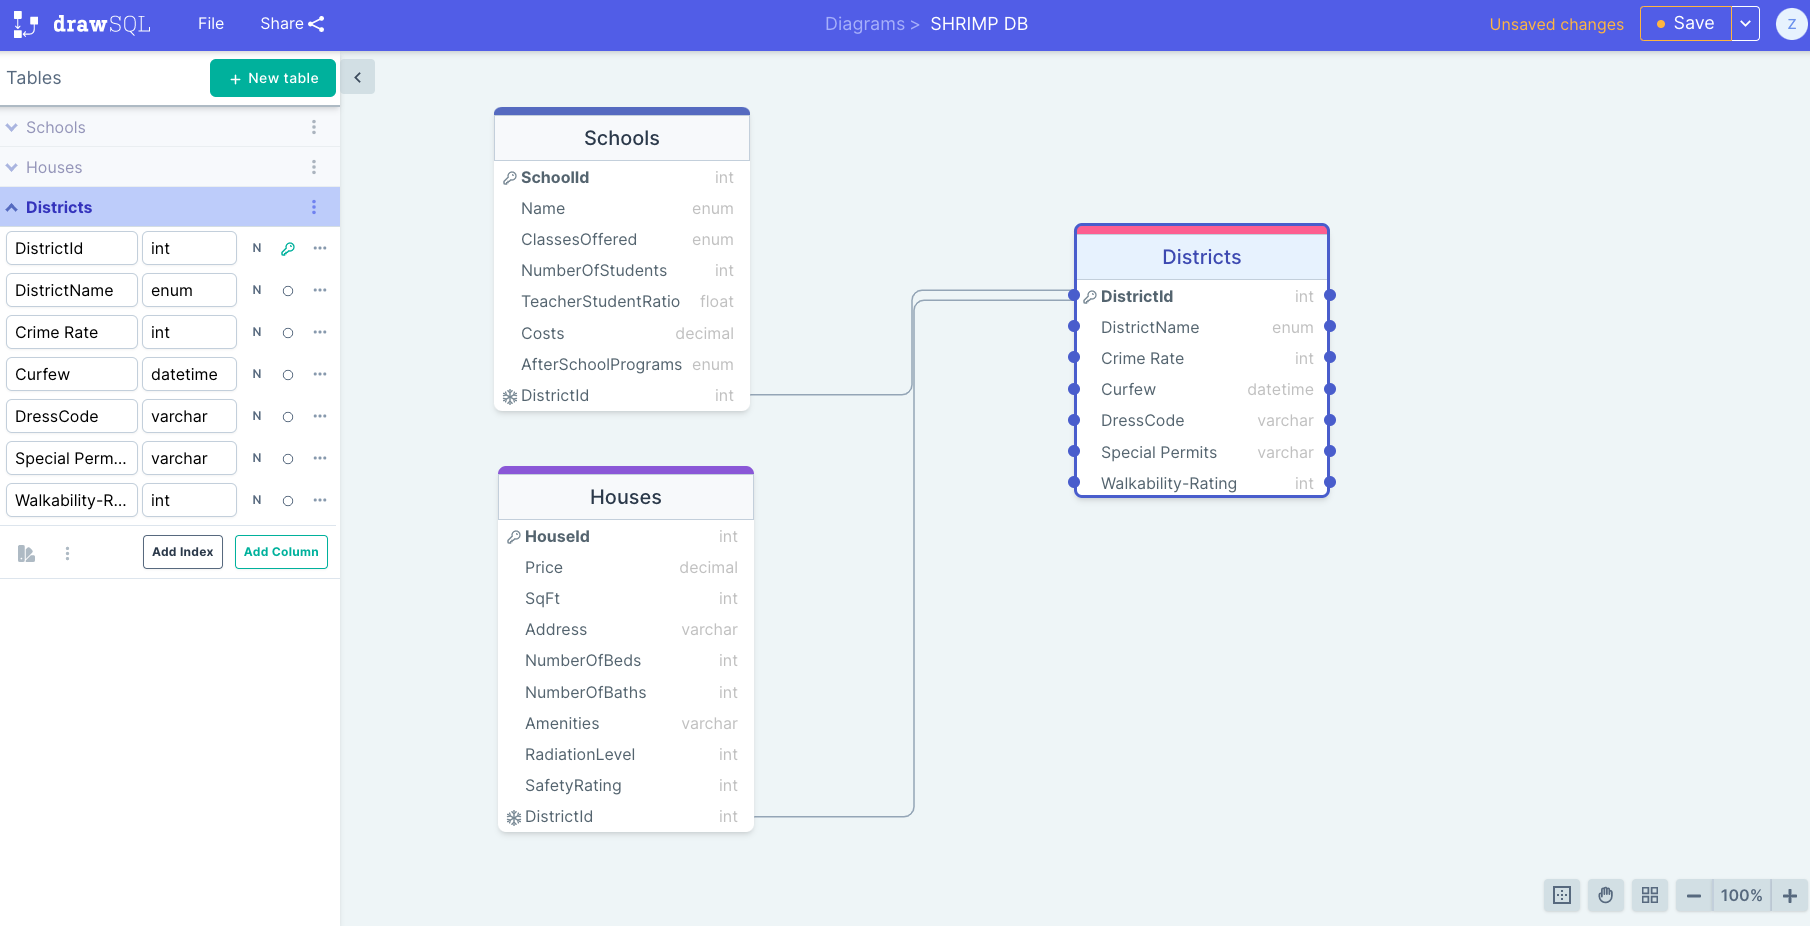 drawSQL File Share Diagrams > SHRIMP DB Unsaved changes Save Z
Tables + New table
Schools
Houses
Districts
DistrictId int N
DistrictName enum N
Crime Rate int N
Curfew datetime N
DressCode varchar N
Special Perm... varchar N
Walkability-R... int N
Add Index Add Column
Schools
SchoolId int
Name enum
ClassesOffered enum
NumberOfStudents int
TeacherStudentRatio float
Costs decimal
AfterSchoolPrograms enum
DistrictId int
Houses
HouseId int
Price decimal
SqFt int
Address varchar
NumberOfBeds int
NumberOfBaths int
Amenities varchar
RadiationLevel int
SafetyRating int
DistrictId int
Districts
DistrictId int
DistrictName enum
Crime Rate int
Curfew datetime
DressCode varchar
Special Permits varchar
Walkability-Rating int
100%